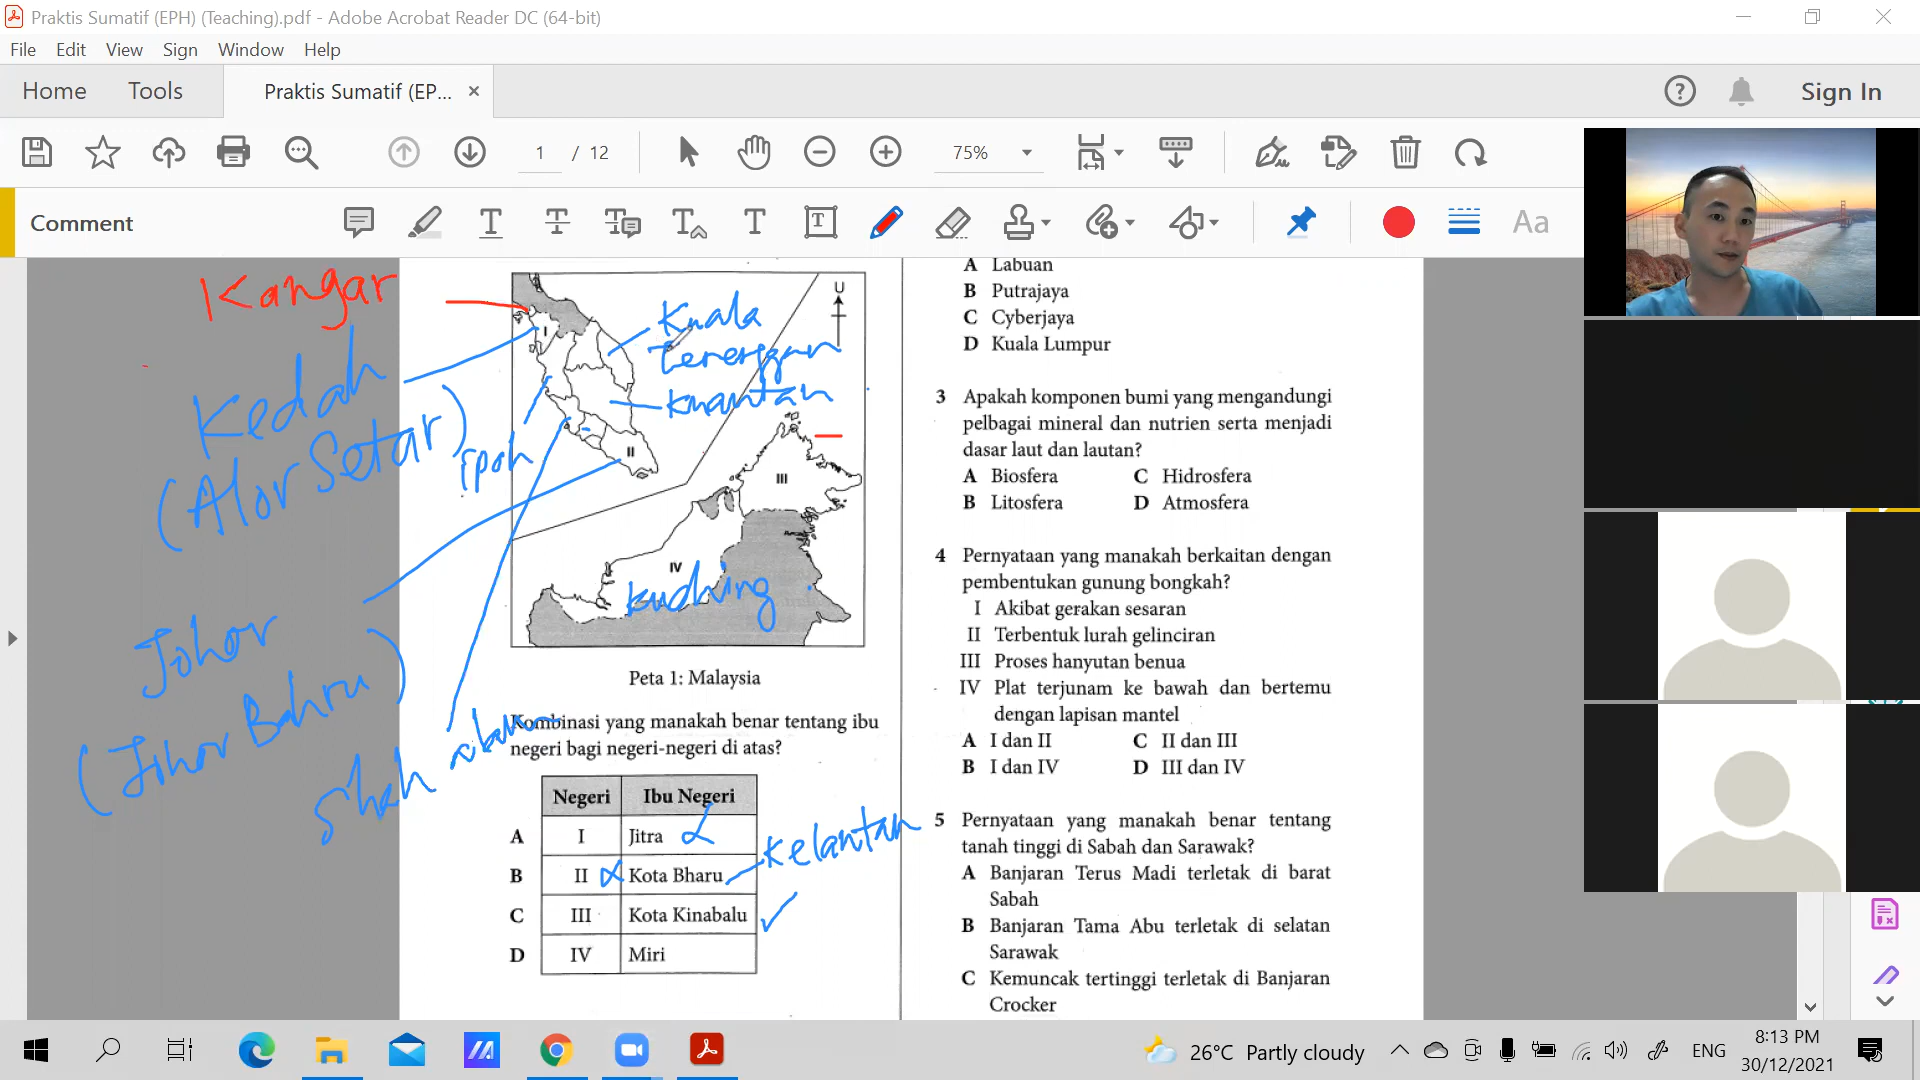 Praktis Sumatif (EPH) (Teaching).pdf - Adobe Acrobat Reader DC (64-bit)
File Edit View Sign Window Help
Home Tools Praktis Sumatif (EP... × Sign In
1 / 12 75%
Comment Aa
Kangar
Kedah
(Alor Setar)
Ipoh
Johor
(Johor Bahru)
Shah Alam
Kuala
Terengganu
Kuantan
Kuching
U
I
II
III
IV
Peta 1: Malaysia
Kombinasi yang manakah benar tentang ibu
negeri bagi negeri-negeri di atas?
Negeri Ibu Negeri
A I Jitra
B II Kota Bharu Kelantan
C III Kota Kinabalu
D IV Miri
A Labuan
B Putrajaya
C Cyberjaya
D Kuala Lumpur
3 Apakah komponen bumi yang mengandungi
pelbagai mineral dan nutrien serta menjadi
dasar laut dan lautan?
A Biosfera C Hidrosfera
B Litosfera D Atmosfera
4 Pernyataan yang manakah berkaitan dengan
pembentukan gunung bongkah?
I Akibat gerakan sesaran
II Terbentuk lurah gelinciran
III Proses hanyutan benua
IV Plat terjunam ke bawah dan bertemu
dengan lapisan mantel
A I dan II C II dan III
B I dan IV D III dan IV
5 Pernyataan yang manakah benar tentang
tanah tinggi di Sabah dan Sarawak?
A Banjaran Terus Madi terletak di barat
Sabah
B Banjaran Tama Abu terletak di selatan
Sarawak
C Kemuncak tertinggi terletak di Banjaran
Crocker
26°C Partly cloudy ENG 8:13 PM
30/12/2021